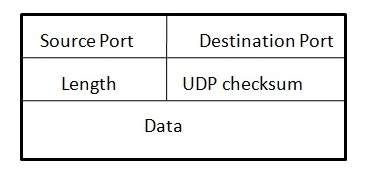 Source Port Destination Port
Length UDP checksum
Data